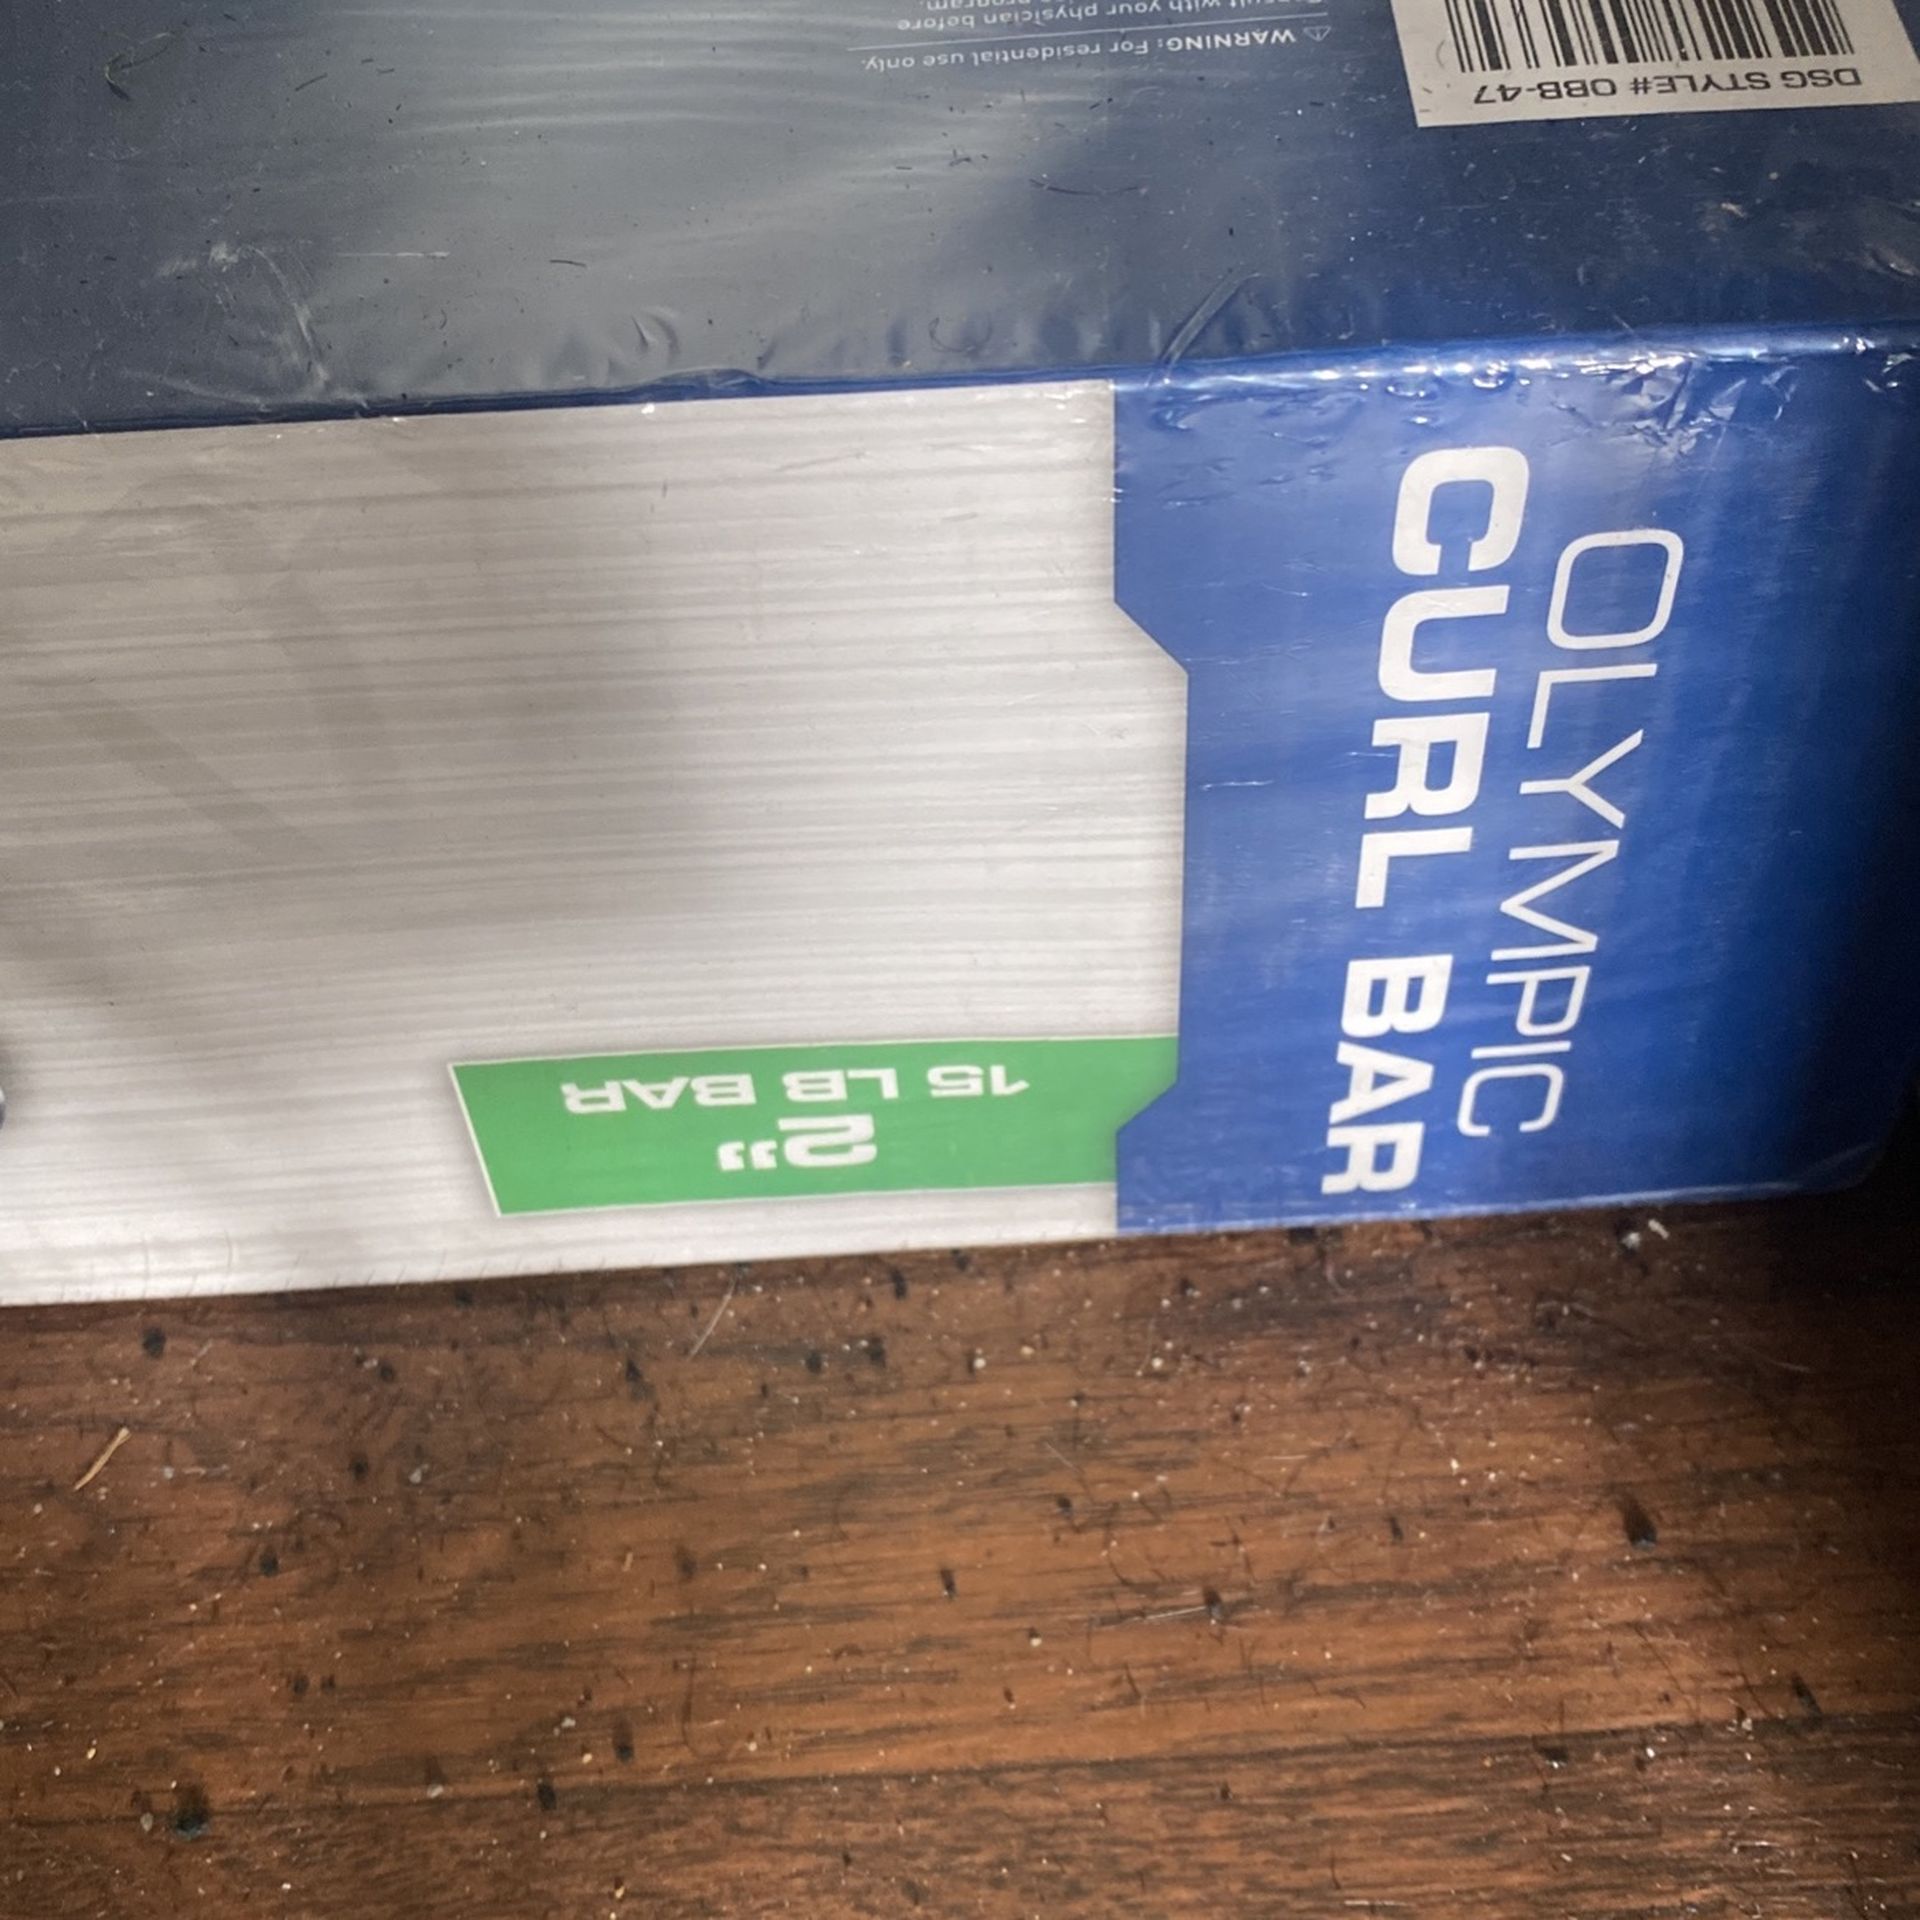 OLYMPIC
CURL BAR
2"
15 LB BAR
DSG STYLE# OBB-47
WARNING: For residential use only.
with your physician before